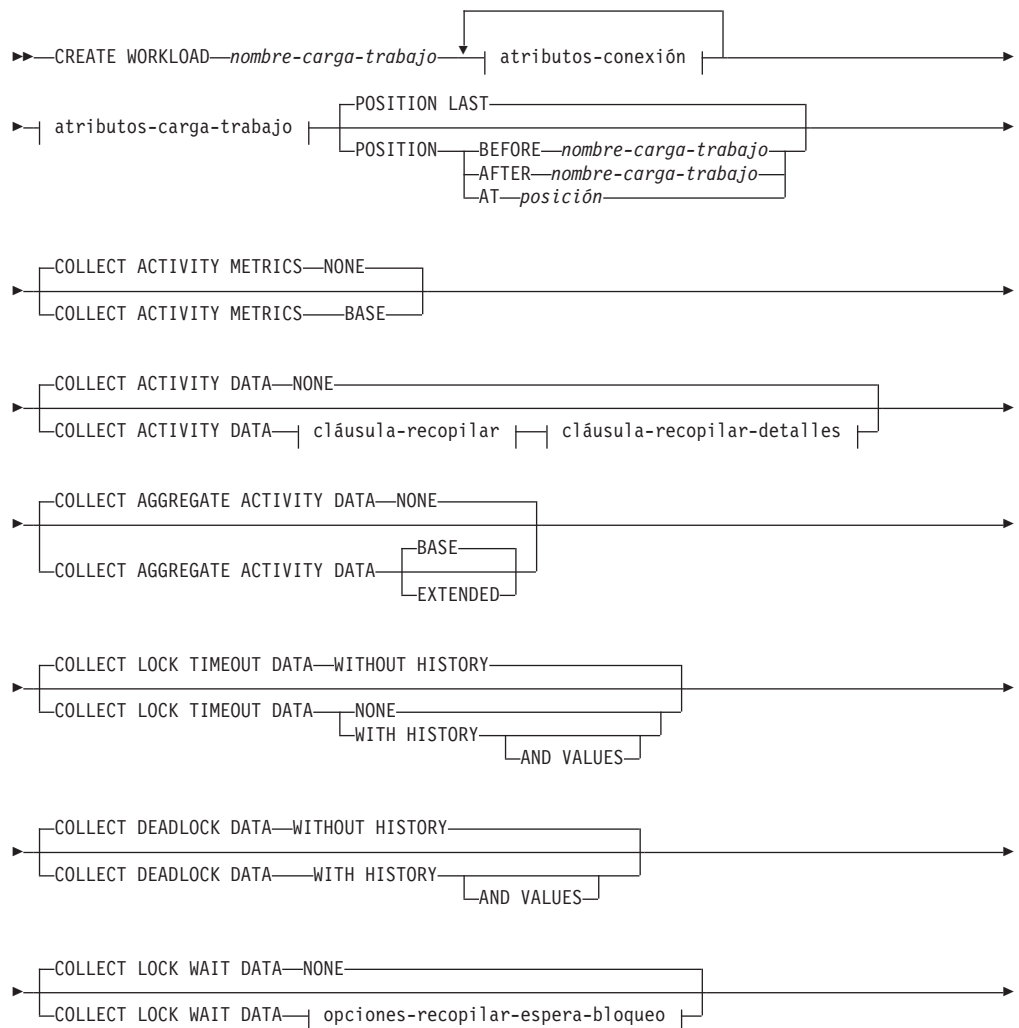 CREATE WORKLOAD nombre-carga-trabajo atributos-conexión
atributos-carga-trabajo POSITION LAST
POSITION BEFORE nombre-carga-trabajo
AFTER nombre-carga-trabajo
AT posición
COLLECT ACTIVITY METRICS NONE
COLLECT ACTIVITY METRICS BASE
COLLECT ACTIVITY DATA NONE
COLLECT ACTIVITY DATA cláusula-recopilar cláusula-recopilar-detalles
COLLECT AGGREGATE ACTIVITY DATA NONE
BASE
COLLECT AGGREGATE ACTIVITY DATA
EXTENDED
COLLECT LOCK TIMEOUT DATA WITHOUT HISTORY
COLLECT LOCK TIMEOUT DATA NONE
WITH HISTORY
AND VALUES
COLLECT DEADLOCK DATA WITHOUT HISTORY
COLLECT DEADLOCK DATA WITH HISTORY
AND VALUES
COLLECT LOCK WAIT DATA NONE
COLLECT LOCK WAIT DATA opciones-recopilar-espera-bloqueo